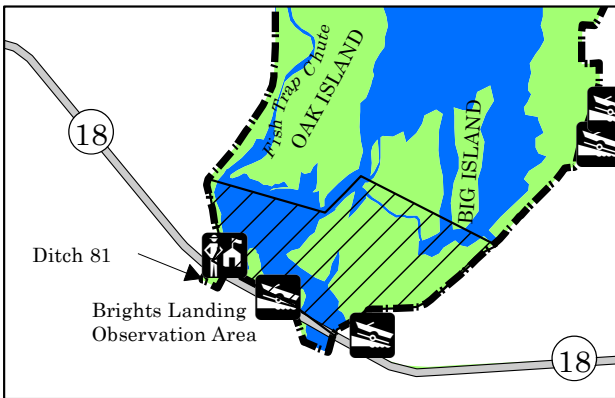 Fish Trap Chute
OAK ISLAND
BIG ISLAND
18
Ditch 81
Brights Landing
Observation Area
18